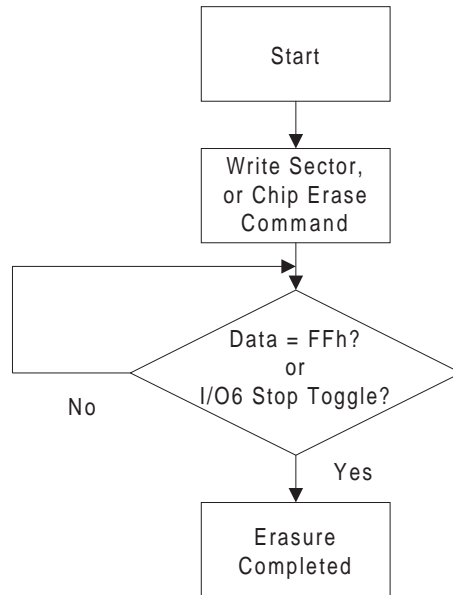 Start
Write Sector,
or Chip Erase
Command
Data = FFh?
or
I/O6 Stop Toggle?
No
Yes
Erasure
Completed